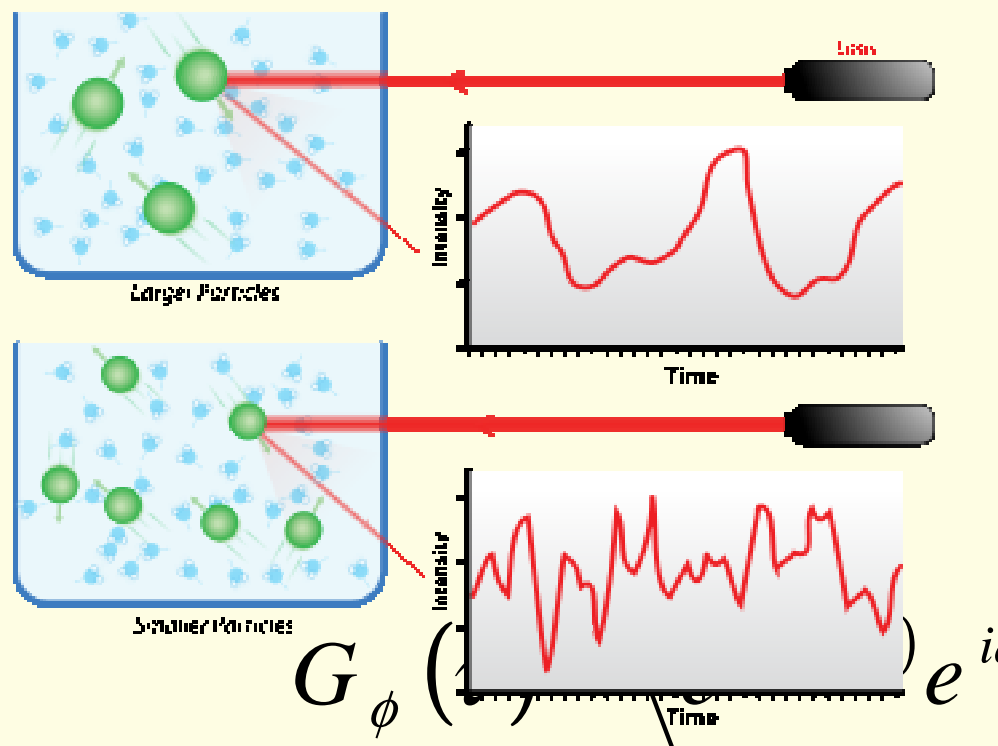 Laser
Intensity
Larger Particles
Time
Intensity
Smaller Particles
G ϕ (
) e
Time